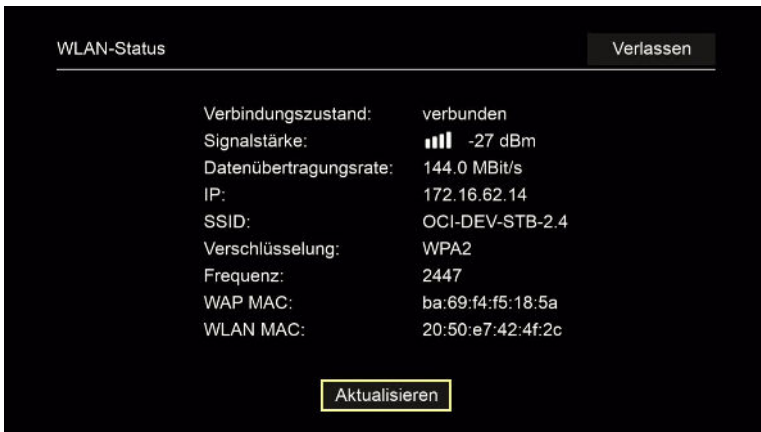 WLAN-Status
Verlassen
Verbindungszustand: verbunden
Signalstärke: -27 dBm
Datenübertragungsrate: 144.0 MBit/s
IP: 172.16.62.14
SSID: OCI-DEV-STB-2.4
Verschlüsselung: WPA2
Frequenz: 2447
WAP MAC: ba:69:f4:f5:18:5a
WLAN MAC: 20:50:e7:42:4f:2c
Aktualisieren